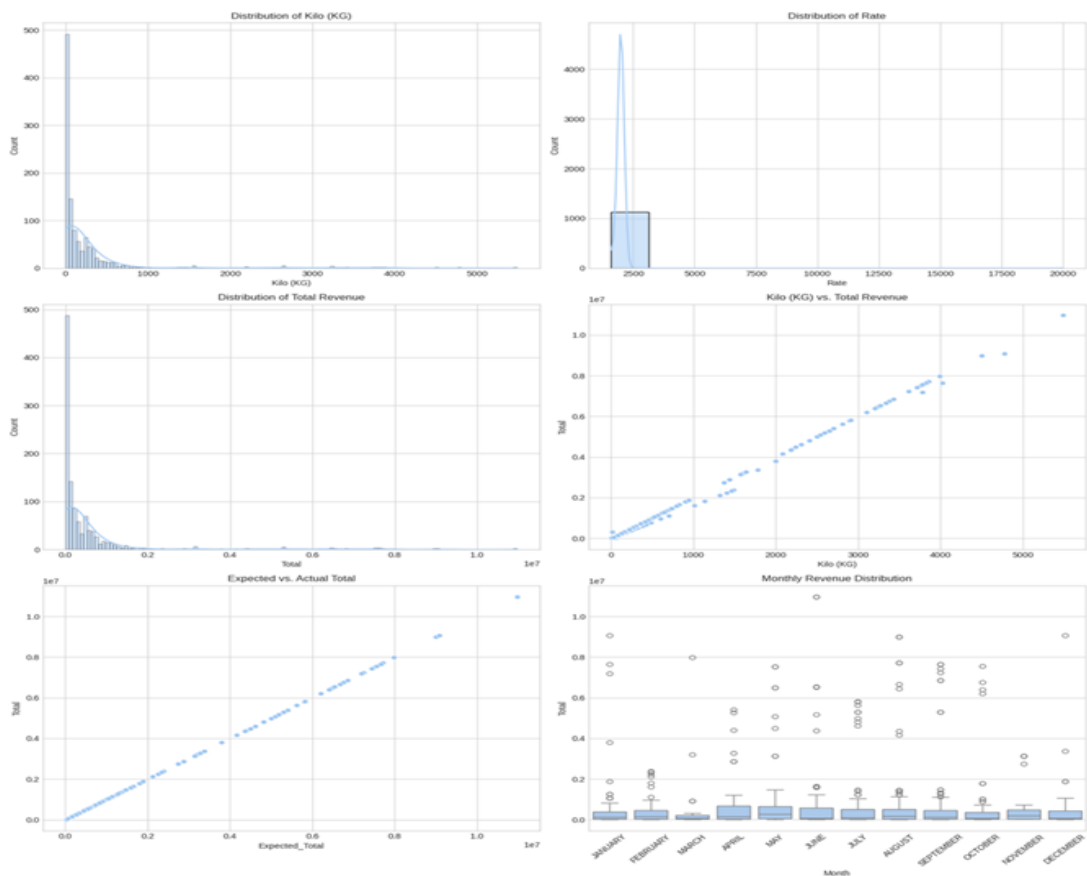 Distribution of Kilo (KG)
500
400
300
200
100
0
Count
0 1000 2000 3000 4000 5000
Kilo (KG)
Distribution of Rate
4000
3000
2000
1000
0
Count
2500 5000 7500 10000 12500 15000 17500 20000
Rate
Distribution of Total Revenue
500
400
300
200
100
0
Count
0.0 0.2 0.4 0.6 0.8 1.0
Total
1e7
Kilo (KG) vs. Total Revenue
1e7
1.0
0.8
0.6
0.4
0.2
0.0
Total
0 1000 2000 3000 4000 5000
Kilo (KG)
Expected vs. Actual Total
1e7
1.0
0.8
0.6
0.4
0.2
0.0
Total
0.0 0.2 0.4 0.6 0.8 1.0
Expected_Total
1e7
Monthly Revenue Distribution
1e7
1.0
0.8
0.6
0.4
0.2
0.0
Total
JANUARY FEBRUARY MARCH APRIL MAY JUNE JULY AUGUST SEPTEMBER OCTOBER NOVEMBER DECEMBER
Month